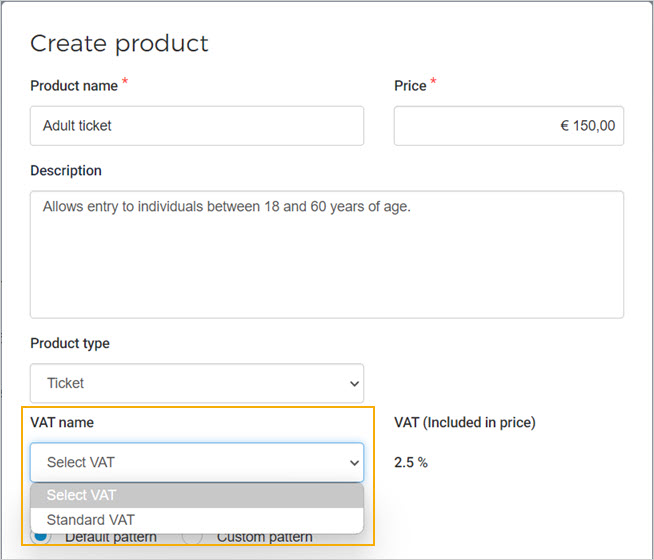 Create product
Product name * Price *
Adult ticket € 150,00
Description
Allows entry to individuals between 18 and 60 years of age.
Product type
Ticket
VAT name VAT (Included in price)
Select VAT 2.5 %
Select VAT
Standard VAT
Default pattern Custom pattern